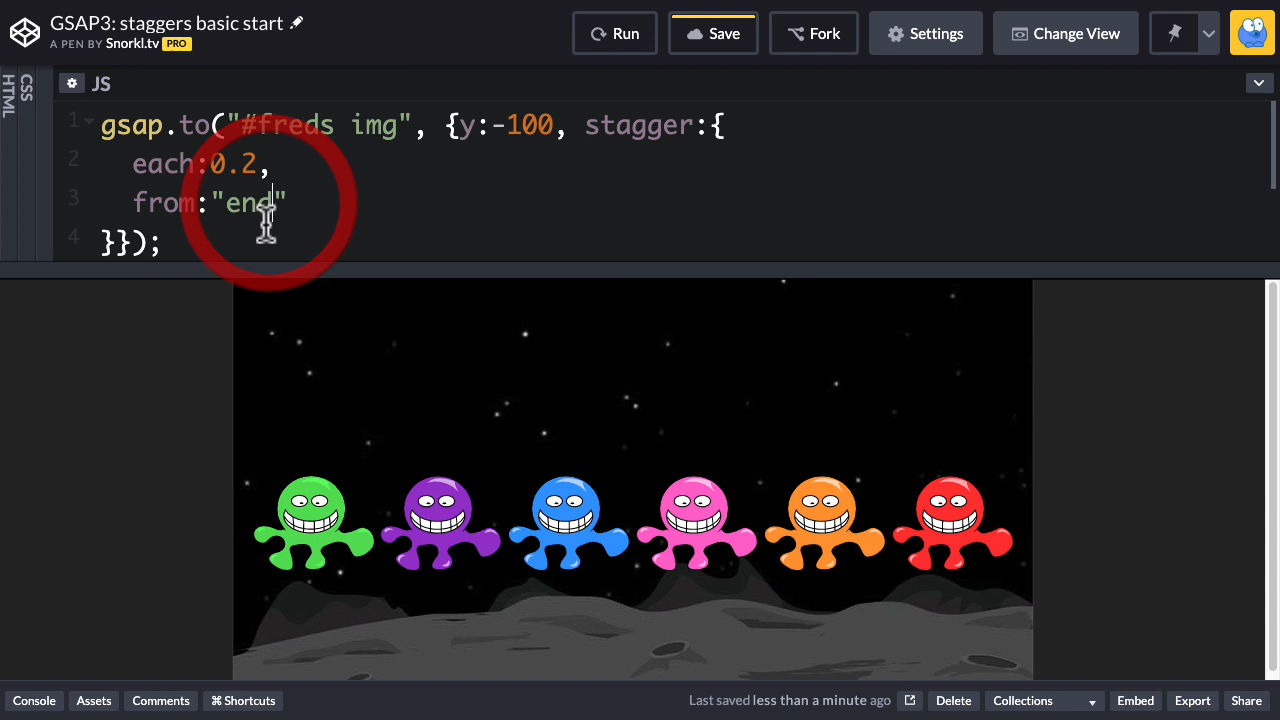 GSAP3: staggers basic start
A PEN BY Snorkl.tv PRO
Run
Save
Fork
Settings
Change View
HTML
CSS
JS
1 gsap.to("#freds img", {y:-100, stagger:{
2 each:0.2,
3 from:"end"
4 }});
Console
Assets
Comments
⌘ Shortcuts
Last saved less than a minute ago
Delete
Collections
Embed
Export
Share